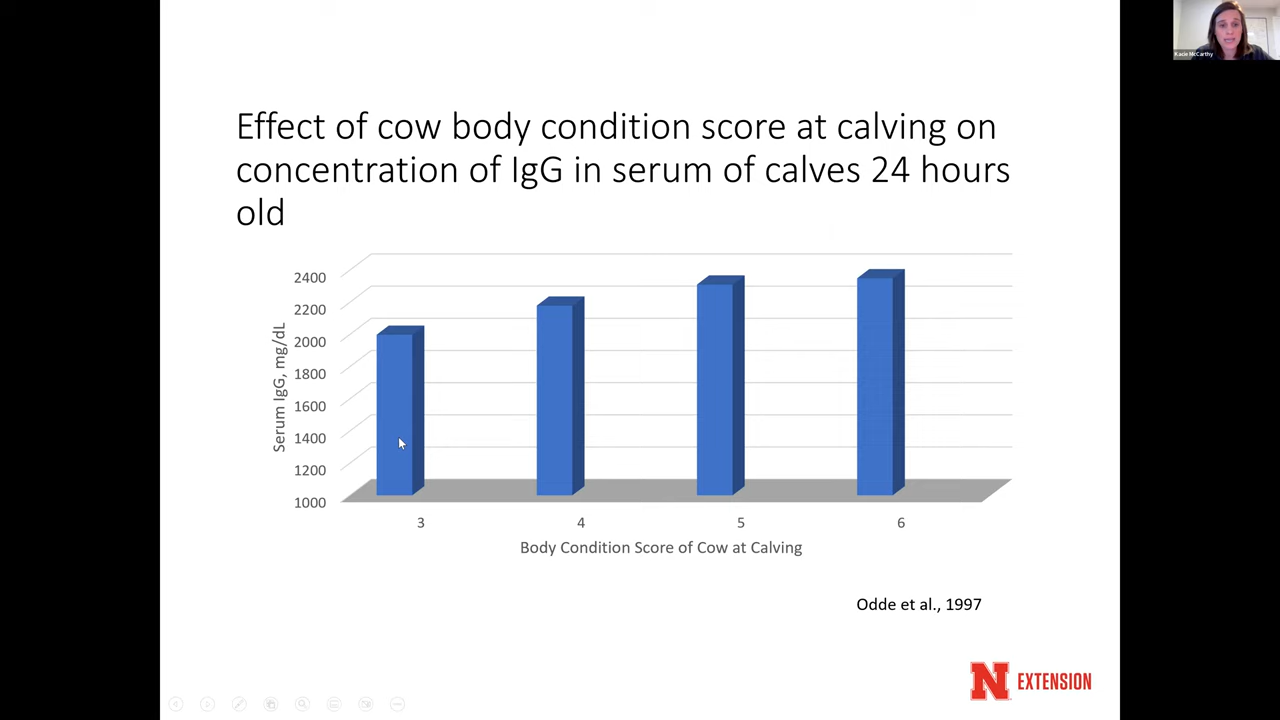 Kacie McCarthy
Effect of cow body condition score at calving on
concentration of IgG in serum of calves 24 hours
old
2400
2200
2000
1800
1600
1400
1200
1000
Serum IgG, mg/dL
3 4 5 6
Body Condition Score of Cow at Calving
Odde et al., 1997
N EXTENSION